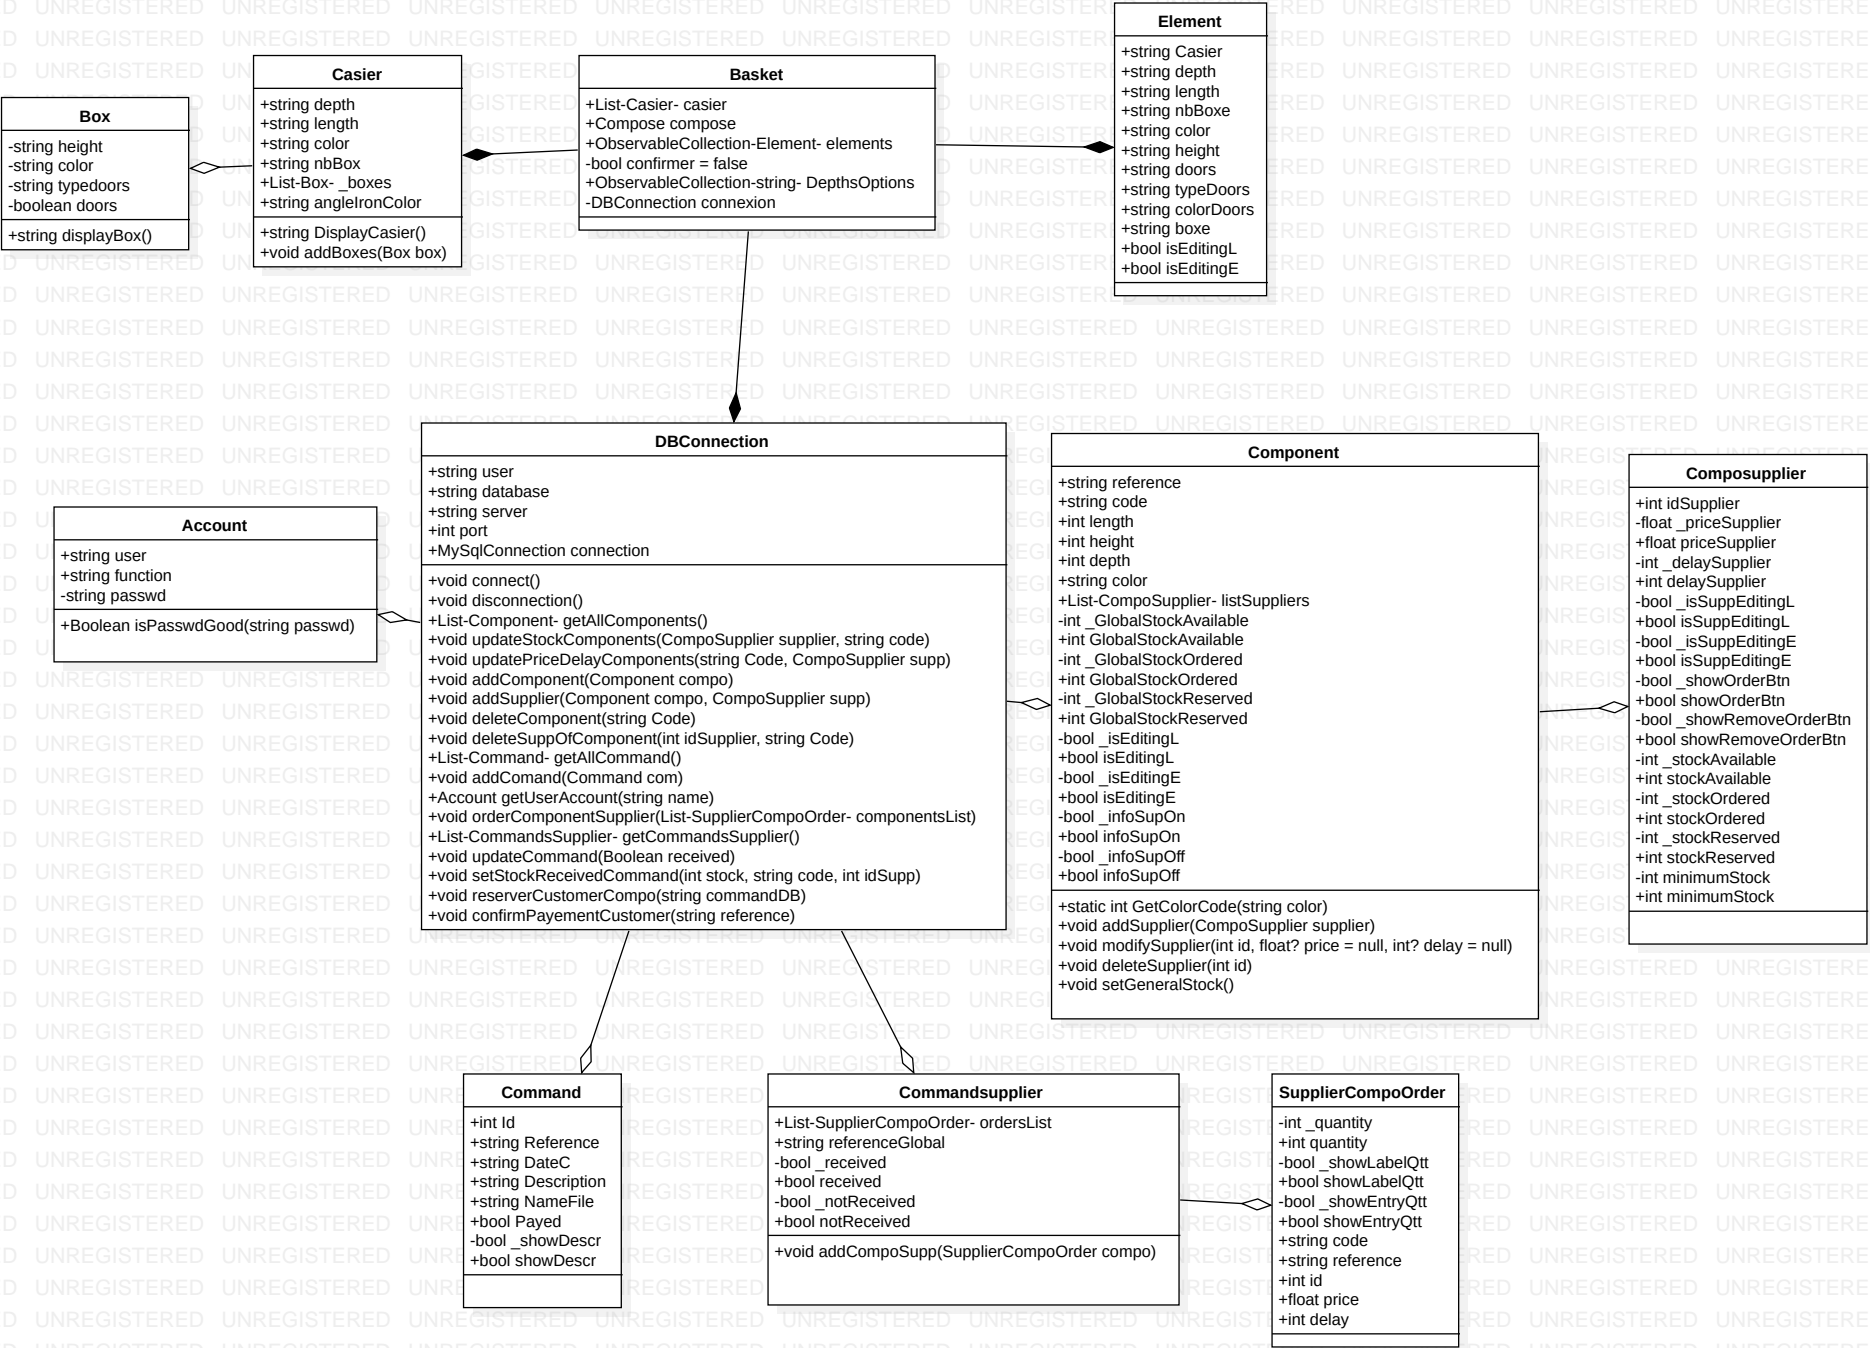 Element
+string Casier
+string depth
+string length
+string nbBoxe
+string color
+string height
+string doors
+string typeDoors
+string colorDoors
+string boxe
+bool isEditingL
+bool isEditingE
Casier
+string depth
+string length
+string color
+string nbBox
+List-Box- _boxes
+string angleIronColor
+string DisplayCasier()
+void addBoxes(Box box)
Basket
+List-Casier- casier
+Compose compose
+ObservableCollection-Element- elements
-bool confirmer = false
+ObservableCollection-string- DepthsOptions
-DBConnection connexion
Box
-string height
-string color
-string typedoors
-boolean doors
+string displayBox()
DBConnection
+string user
+string database
+string server
+int port
+MySqlConnection connection
+void connect()
+void disconnection()
+List-Component- getAllComponents()
+void updateStockComponents(CompoSupplier supplier, string code)
+void updatePriceDelayComponents(string Code, CompoSupplier supp)
+void addComponent(Component compo)
+void addSupplier(Component compo, CompoSupplier supp)
+void deleteComponent(string Code)
+void deleteSuppOfComponent(int idSupplier, string Code)
+List-Command- getAllCommand()
+void addComand(Command com)
+Account getUserAccount(string name)
+void orderComponentSupplier(List-SupplierCompoOrder- componentsList)
+List-CommandsSupplier- getCommandsSupplier()
+void updateCommand(Boolean received)
+void setStockReceivedCommand(int stock, string code, int idSupp)
+void reserverCustomerCompo(string commandDB)
+void confirmPayementCustomer(string reference)
Component
+string reference
+string code
+int length
+int height
+int depth
+string color
+List-CompoSupplier- listSuppliers
-int _GlobalStockAvailable
+int GlobalStockAvailable
-int _GlobalStockOrdered
+int GlobalStockOrdered
-int _GlobalStockReserved
+int GlobalStockReserved
-bool _isEditingL
+bool isEditingL
-bool _isEditingE
+bool isEditingE
-bool _infoSupOn
+bool infoSupOn
-bool _infoSupOff
+bool infoSupOff
+static int GetColorCode(string color)
+void addSupplier(CompoSupplier supplier)
+void modifySupplier(int id, float? price = null, int? delay = null)
+void deleteSupplier(int id)
+void setGeneralStock()
Composupplier
+int idSupplier
-float _priceSupplier
+float priceSupplier
-int _delaySupplier
+int delaySupplier
-bool _isSuppEditingL
+bool isSuppEditingL
-bool _isSuppEditingE
+bool isSuppEditingE
-bool _showOrderBtn
+bool showOrderBtn
-bool _showRemoveOrderBtn
+bool showRemoveOrderBtn
-int _stockAvailable
+int stockAvailable
-int _stockOrdered
+int stockOrdered
-int _stockReserved
+int stockReserved
-int minimumStock
+int minimumStock
Account
+string user
+string function
-string passwd
+Boolean isPasswdGood(string passwd)
Command
+int Id
+string Reference
+string DateC
+string Description
+string NameFile
+bool Payed
-bool _showDescr
+bool showDescr
Commandsupplier
+List-SupplierCompoOrder- ordersList
+string referenceGlobal
-bool _received
+bool received
-bool _notReceived
+bool notReceived
+void addCompoSupp(SupplierCompoOrder compo)
SupplierCompoOrder
-int _quantity
+int quantity
-bool _showLabelQtt
+bool showLabelQtt
-bool _showEntryQtt
+bool showEntryQtt
+string code
+string reference
+int id
+float price
+int delay
UNREGISTERED